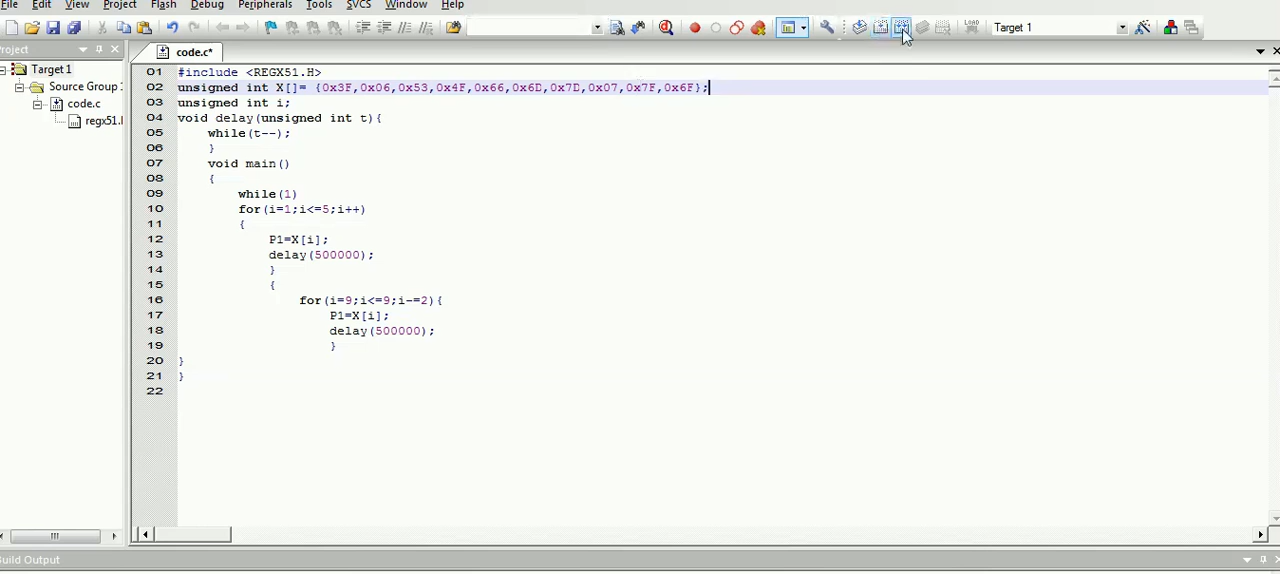 File Edit View Project Flash Debug Peripherals Tools SVCS Window Help
Target 1
Project
code.c*
Target 1
Source Group
code.c
regx51.
01 #include <REGX51.H>
02 unsigned int X[]= {0x3F,0x06,0x53,0x4F,0x66,0x6D,0x7D,0x07,0x7F,0x6F};
03 unsigned int i;
04 void delay(unsigned int t){
05 while(t--);
06 }
07 void main()
08 {
09 while(1)
10 for(i=1;i<=5;i++)
11 {
12 P1=X[i];
13 delay(500000);
14 }
15 {
16 for(i=9;i<=9;i-=2){
17 P1=X[i];
18 delay(500000);
19 }
20 }
21 }
22
Build Output